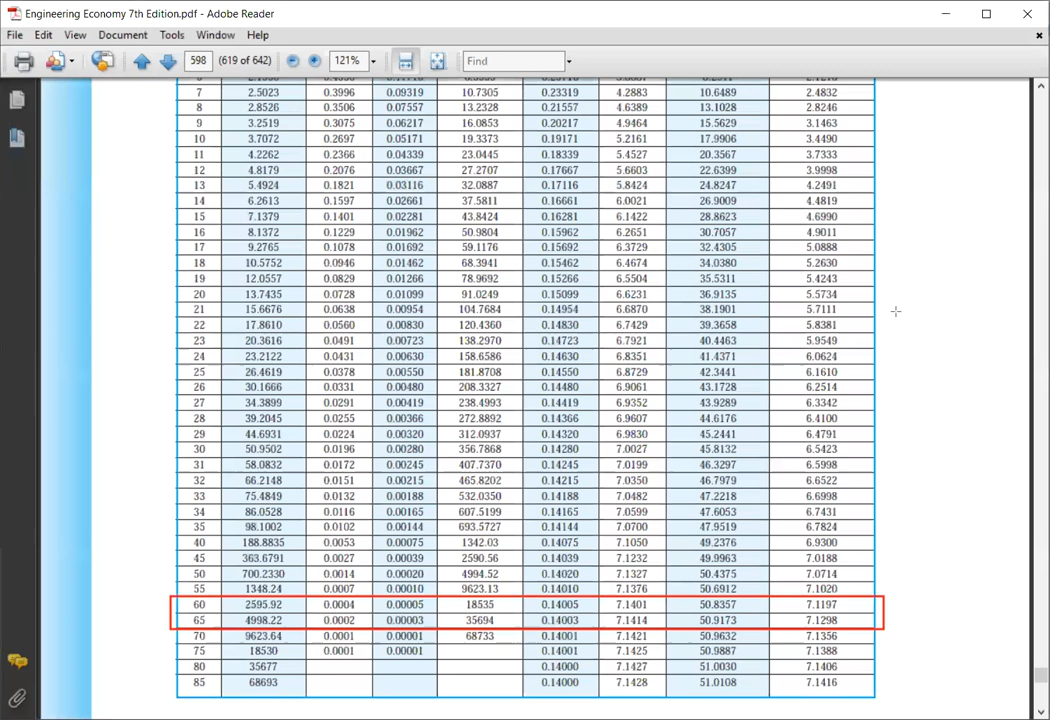 Engineering Economy 7th Edition.pdf - Adobe Reader
File Edit View Document Tools Window Help
598 (619 of 642) 121% Find
7 2.5023 0.3996 0.09319 10.7305 0.23319 4.2883 10.6489 2.4832
8 2.8526 0.3506 0.07557 13.2328 0.21557 4.6389 13.1028 2.8246
9 3.2519 0.3075 0.06217 16.0853 0.20217 4.9464 15.5629 3.1463
10 3.7072 0.2697 0.05171 19.3373 0.19171 5.2161 17.9906 3.4490
11 4.2262 0.2366 0.04339 23.0445 0.18339 5.4527 20.3567 3.7333
12 4.8179 0.2076 0.03667 27.2707 0.17667 5.6603 22.6399 3.9998
13 5.4924 0.1821 0.03116 32.0887 0.17116 5.8424 24.8247 4.2491
14 6.2613 0.1597 0.02661 37.5811 0.16661 6.0021 26.9009 4.4819
15 7.1379 0.1401 0.02281 43.8424 0.16281 6.1422 28.8623 4.6990
16 8.1372 0.1229 0.01962 50.9804 0.15962 6.2651 30.7057 4.9011
17 9.2765 0.1078 0.01692 59.1176 0.15692 6.3729 32.4305 5.0888
18 10.5752 0.0946 0.01462 68.3941 0.15462 6.4674 34.0380 5.2630
19 12.0557 0.0829 0.01266 78.9692 0.15266 6.5504 35.5311 5.4243
20 13.7435 0.0728 0.01099 91.0249 0.15099 6.6231 36.9135 5.5734
21 15.6676 0.0638 0.00954 104.7684 0.14954 6.6870 38.1901 5.7111
22 17.8610 0.0560 0.00830 120.4360 0.14830 6.7429 39.3658 5.8381
23 20.3616 0.0491 0.00723 138.2970 0.14723 6.7921 40.4463 5.9549
24 23.2122 0.0431 0.00630 158.6586 0.14630 6.8351 41.4371 6.0624
25 26.4619 0.0378 0.00550 181.8708 0.14550 6.8729 42.3441 6.1610
26 30.1666 0.0331 0.00480 208.3327 0.14480 6.9061 43.1728 6.2514
27 34.3899 0.0291 0.00419 238.4993 0.14419 6.9352 43.9289 6.3342
28 39.2045 0.0255 0.00366 272.8892 0.14366 6.9607 44.6176 6.4100
29 44.6931 0.0224 0.00320 312.0937 0.14320 6.9830 45.2441 6.4791
30 50.9502 0.0196 0.00280 356.7868 0.14280 7.0027 45.8132 6.5423
31 58.0832 0.0172 0.00245 407.7370 0.14245 7.0199 46.3297 6.5998
32 66.2148 0.0151 0.00215 465.8202 0.14215 7.0350 46.7979 6.6522
33 75.4849 0.0132 0.00188 532.0350 0.14188 7.0482 47.2218 6.6998
34 86.0528 0.0116 0.00165 607.5199 0.14165 7.0599 47.6053 6.7431
35 98.1002 0.0102 0.00144 693.5727 0.14144 7.0700 47.9519 6.7824
40 188.8835 0.0053 0.00075 1342.03 0.14075 7.1050 49.2376 6.9300
45 363.6791 0.0027 0.00039 2590.56 0.14039 7.1232 49.9963 7.0188
50 700.2330 0.0014 0.00020 4994.52 0.14020 7.1327 50.4375 7.0714
55 1348.24 0.0007 0.00010 9623.13 0.14010 7.1376 50.6912 7.1020
60 2595.92 0.0004 0.00005 18535 0.14005 7.1401 50.8357 7.1197
65 4998.22 0.0002 0.00003 35694 0.14003 7.1414 50.9173 7.1298
70 9623.64 0.0001 0.00001 68733 0.14001 7.1421 50.9632 7.1356
75 18530 0.0001 0.00001 0.14001 7.1425 50.9887 7.1388
80 35677 0.14000 7.1427 51.0030 7.1406
85 68693 0.14000 7.1428 51.0108 7.1416